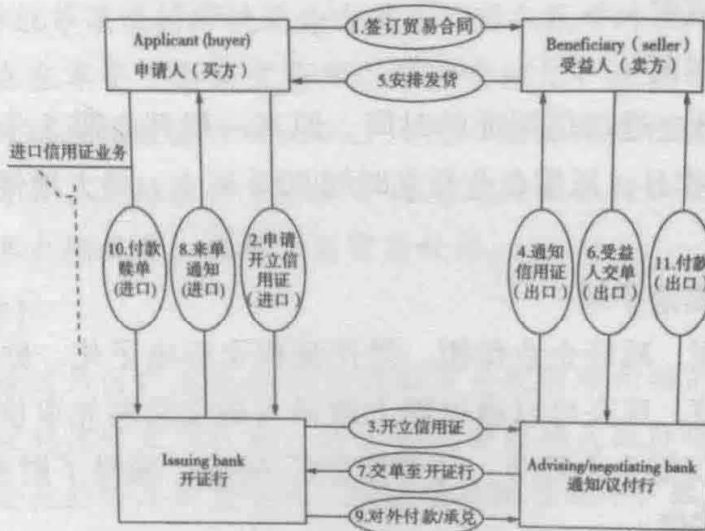 Applicant (buyer)
申请人（买方）
1.签订贸易合同
5.安排发货
Beneficiary（seller）
受益人（卖方）
进口信用证业务
10.付款
赎单
(进口)
8.来单
通知
(进口)
2.申请
开立信
用证
(进口)
4.通知
信用证
(出口)
6.受益
人交单
(出口)
11.付款
(出口)
Issuing bank
开证行
3.开立信用证
7.交单至开证行
9.对外付款/承兑
Advising/negotiating bank
通知/议付行